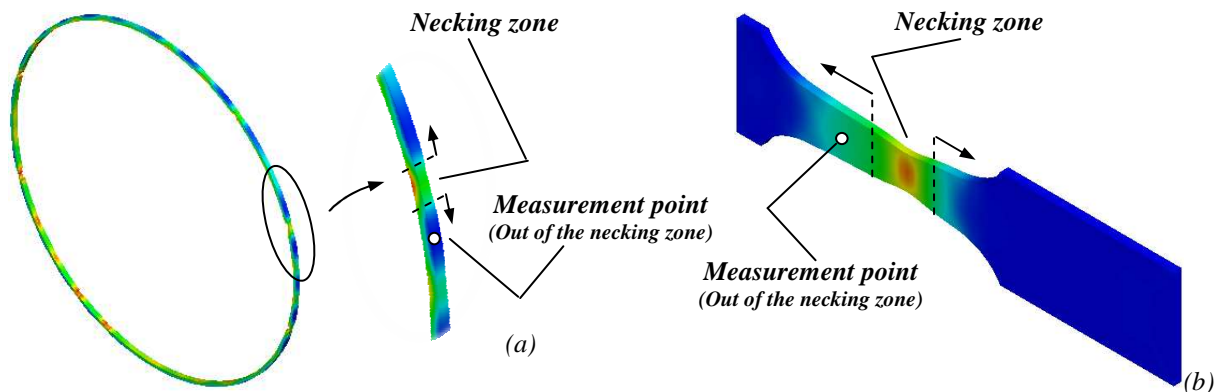 Necking zone
Measurement point
(Out of the necking zone)
(a)
Necking zone
Measurement point
(Out of the necking zone)
(b)